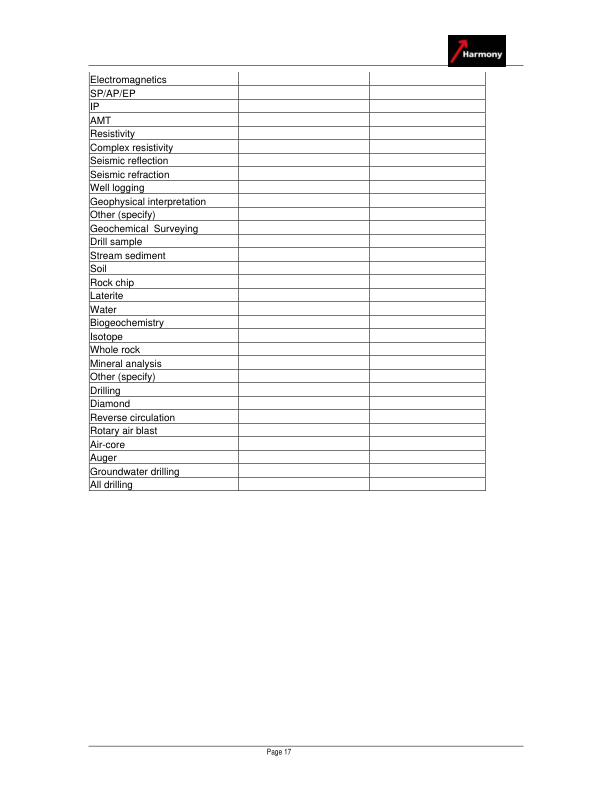 Harmony
Electromagnetics
SP/AP/EP
IP
AMT
Resistivity
Complex resistivity
Seismic reflection
Seismic refraction
Well logging
Geophysical interpretation
Other (specify)
Geochemical  Surveying
Drill sample
Stream sediment
Soil
Rock chip
Laterite
Water
Biogeochemistry
Isotope
Whole rock
Mineral analysis
Other (specify)
Drilling
Diamond
Reverse circulation
Rotary air blast
Air-core
Auger
Groundwater drilling
All drilling
Page 17